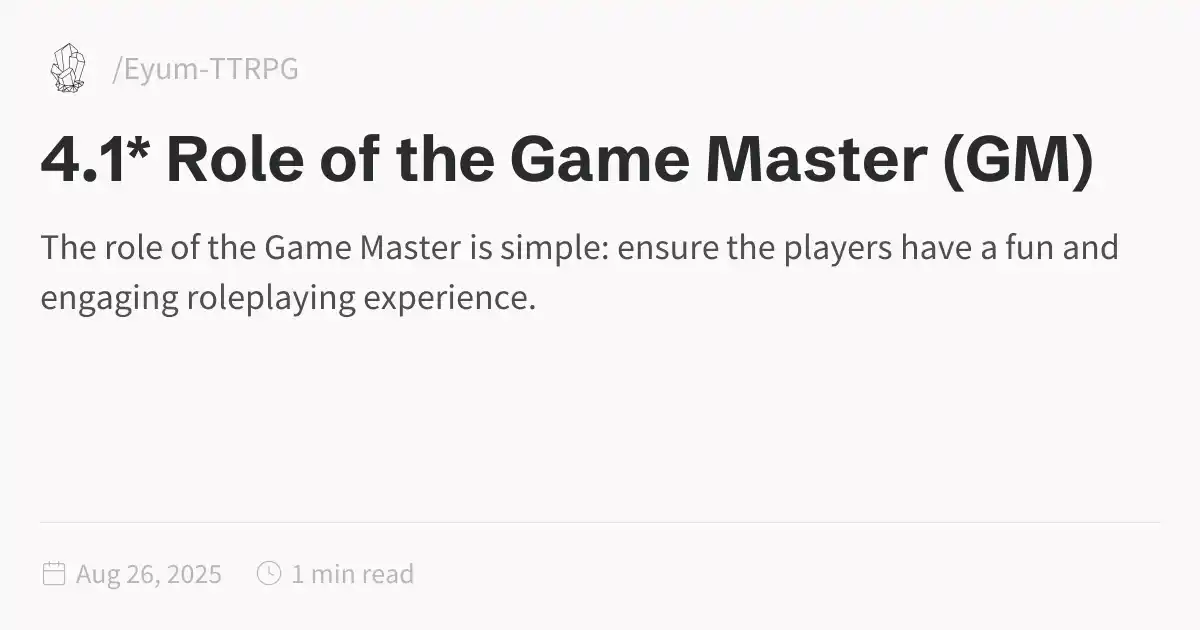 /Eyum-TTRPG
4.1* Role of the Game Master (GM)
The role of the Game Master is simple: ensure the players have a fun and
engaging roleplaying experience.
Aug 26, 2025 1 min read